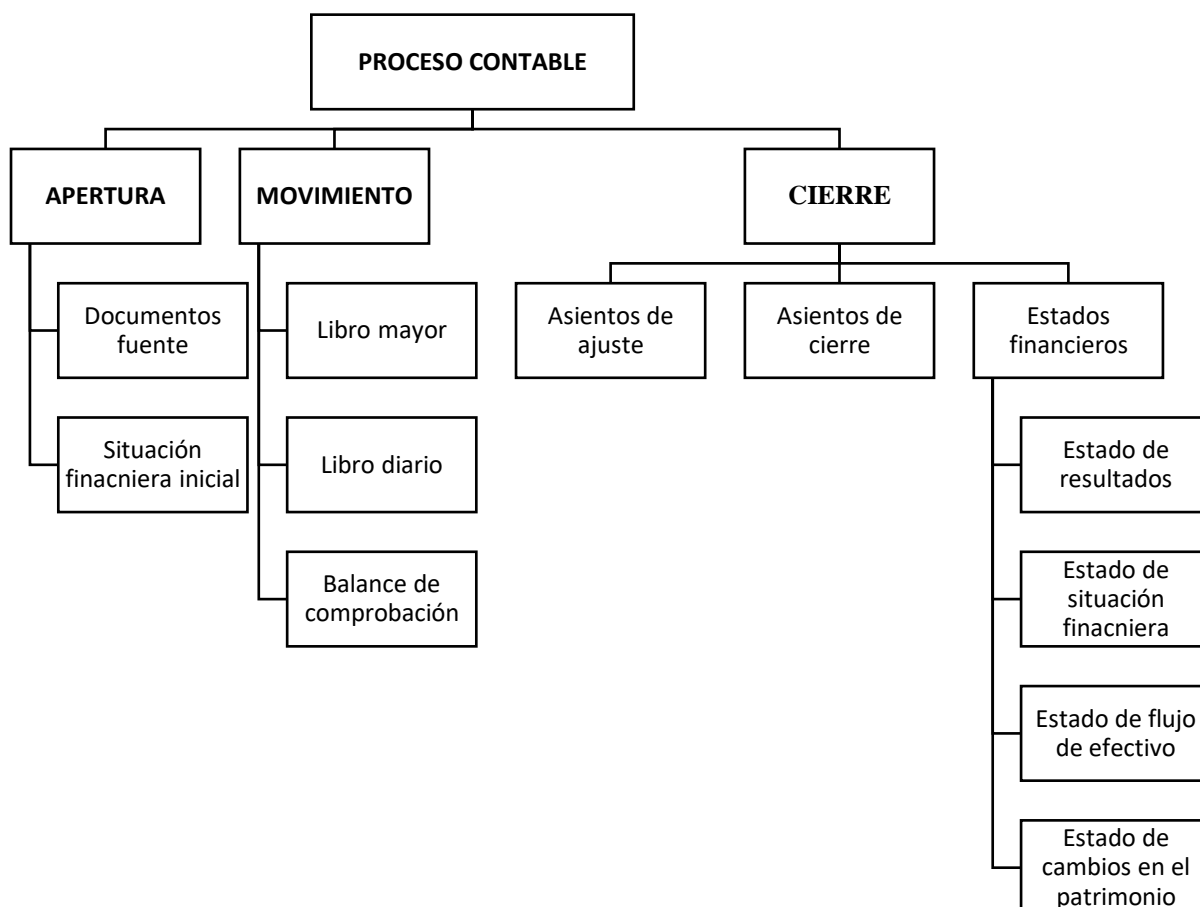 PROCESO CONTABLE
APERTURA
MOVIMIENTO
CIERRE
Documentos
fuente
Situación
finacniera inicial
Libro mayor
Libro diario
Balance de
comprobación
Asientos de
ajuste
Asientos de
cierre
Estados
financieros
Estado de
resultados
Estado de
situación
finacniera
Estado de flujo
de efectivo
Estado de
cambios en el
patrimonio